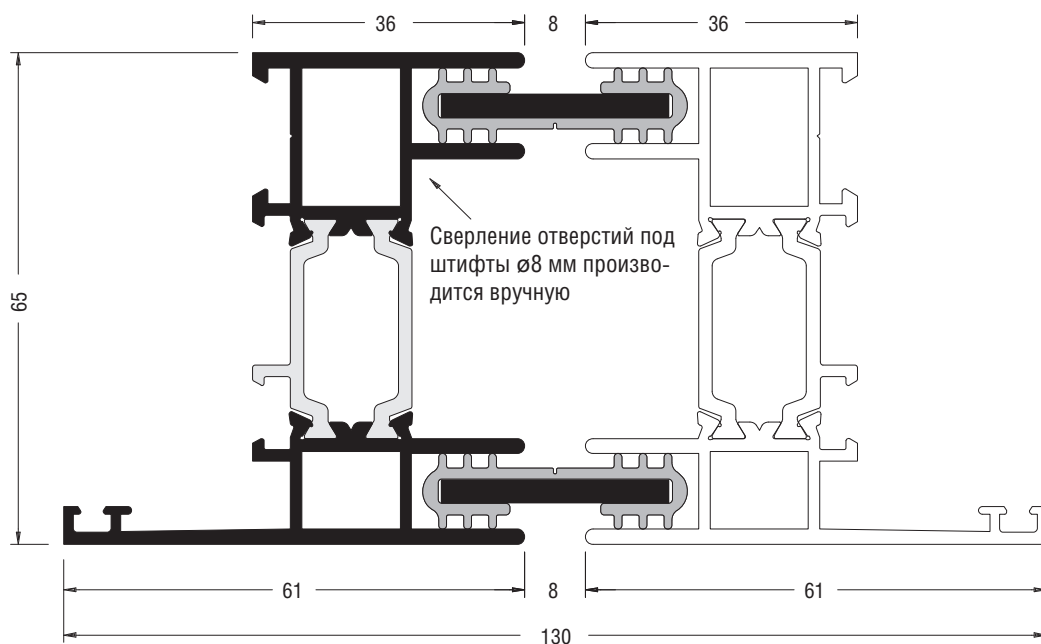 36
8
36
65
Сверление отверстий под
штифты ø8 мм произво-
дится вручную
61
8
61
130